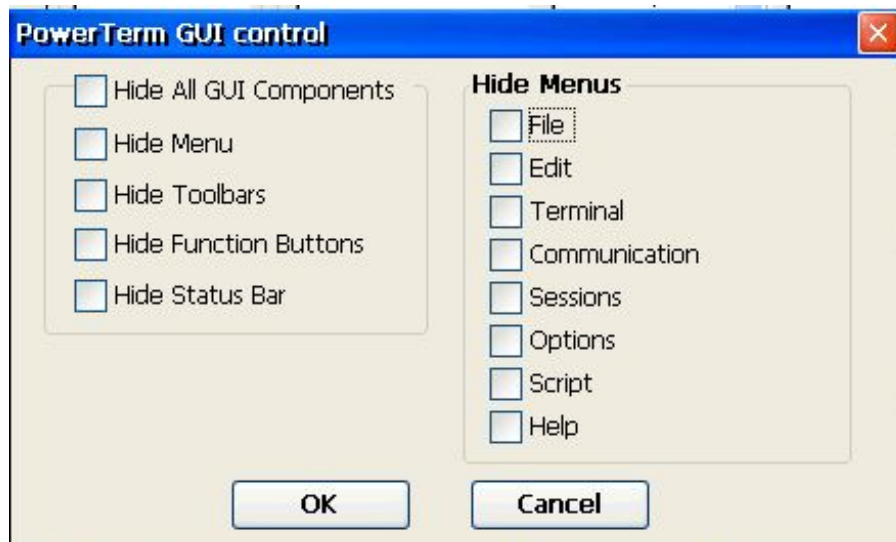 PowerTerm GUI control
Hide All GUI Components
Hide Menu
Hide Toolbars
Hide Function Buttons
Hide Status Bar
Hide Menus
File
Edit
Terminal
Communication
Sessions
Options
Script
Help
OK
Cancel